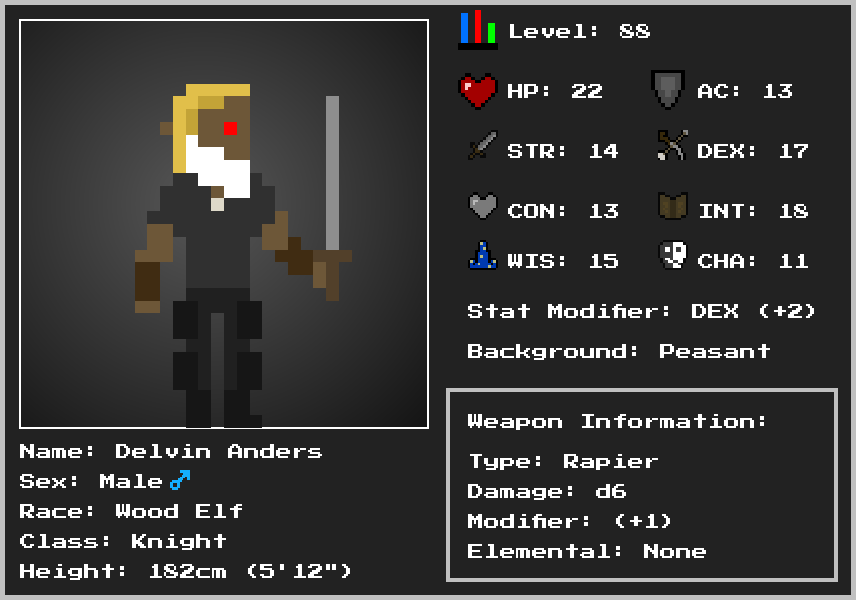 Level: 88
HP: 22
AC: 13
STR: 14
DEX: 17
CON: 13
INT: 18
WIS: 15
CHA: 11
Stat Modifier: DEX (+2)
Background: Peasant
Weapon Information:
Type: Rapier
Damage: d6
Modifier: (+1)
Elemental: None
Name: Delvin Anders
Sex: Male♂
Race: Wood Elf
Class: Knight
Height: 182cm (5'12")